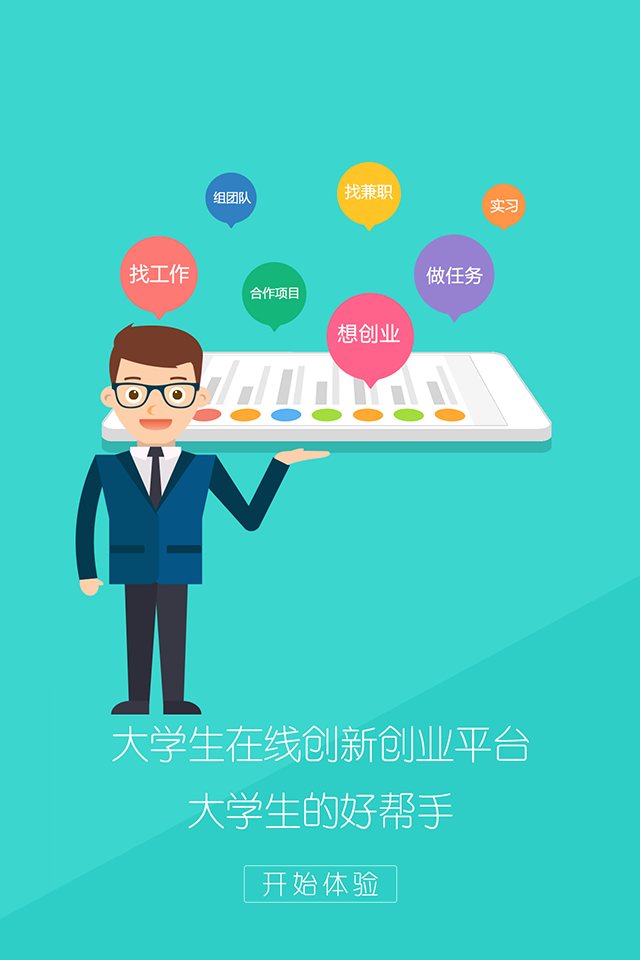 组团队
找兼职
实习
找工作
合作项目
做任务
想创业
大学生在线创新创业平台
大学生的好帮手
开始体验